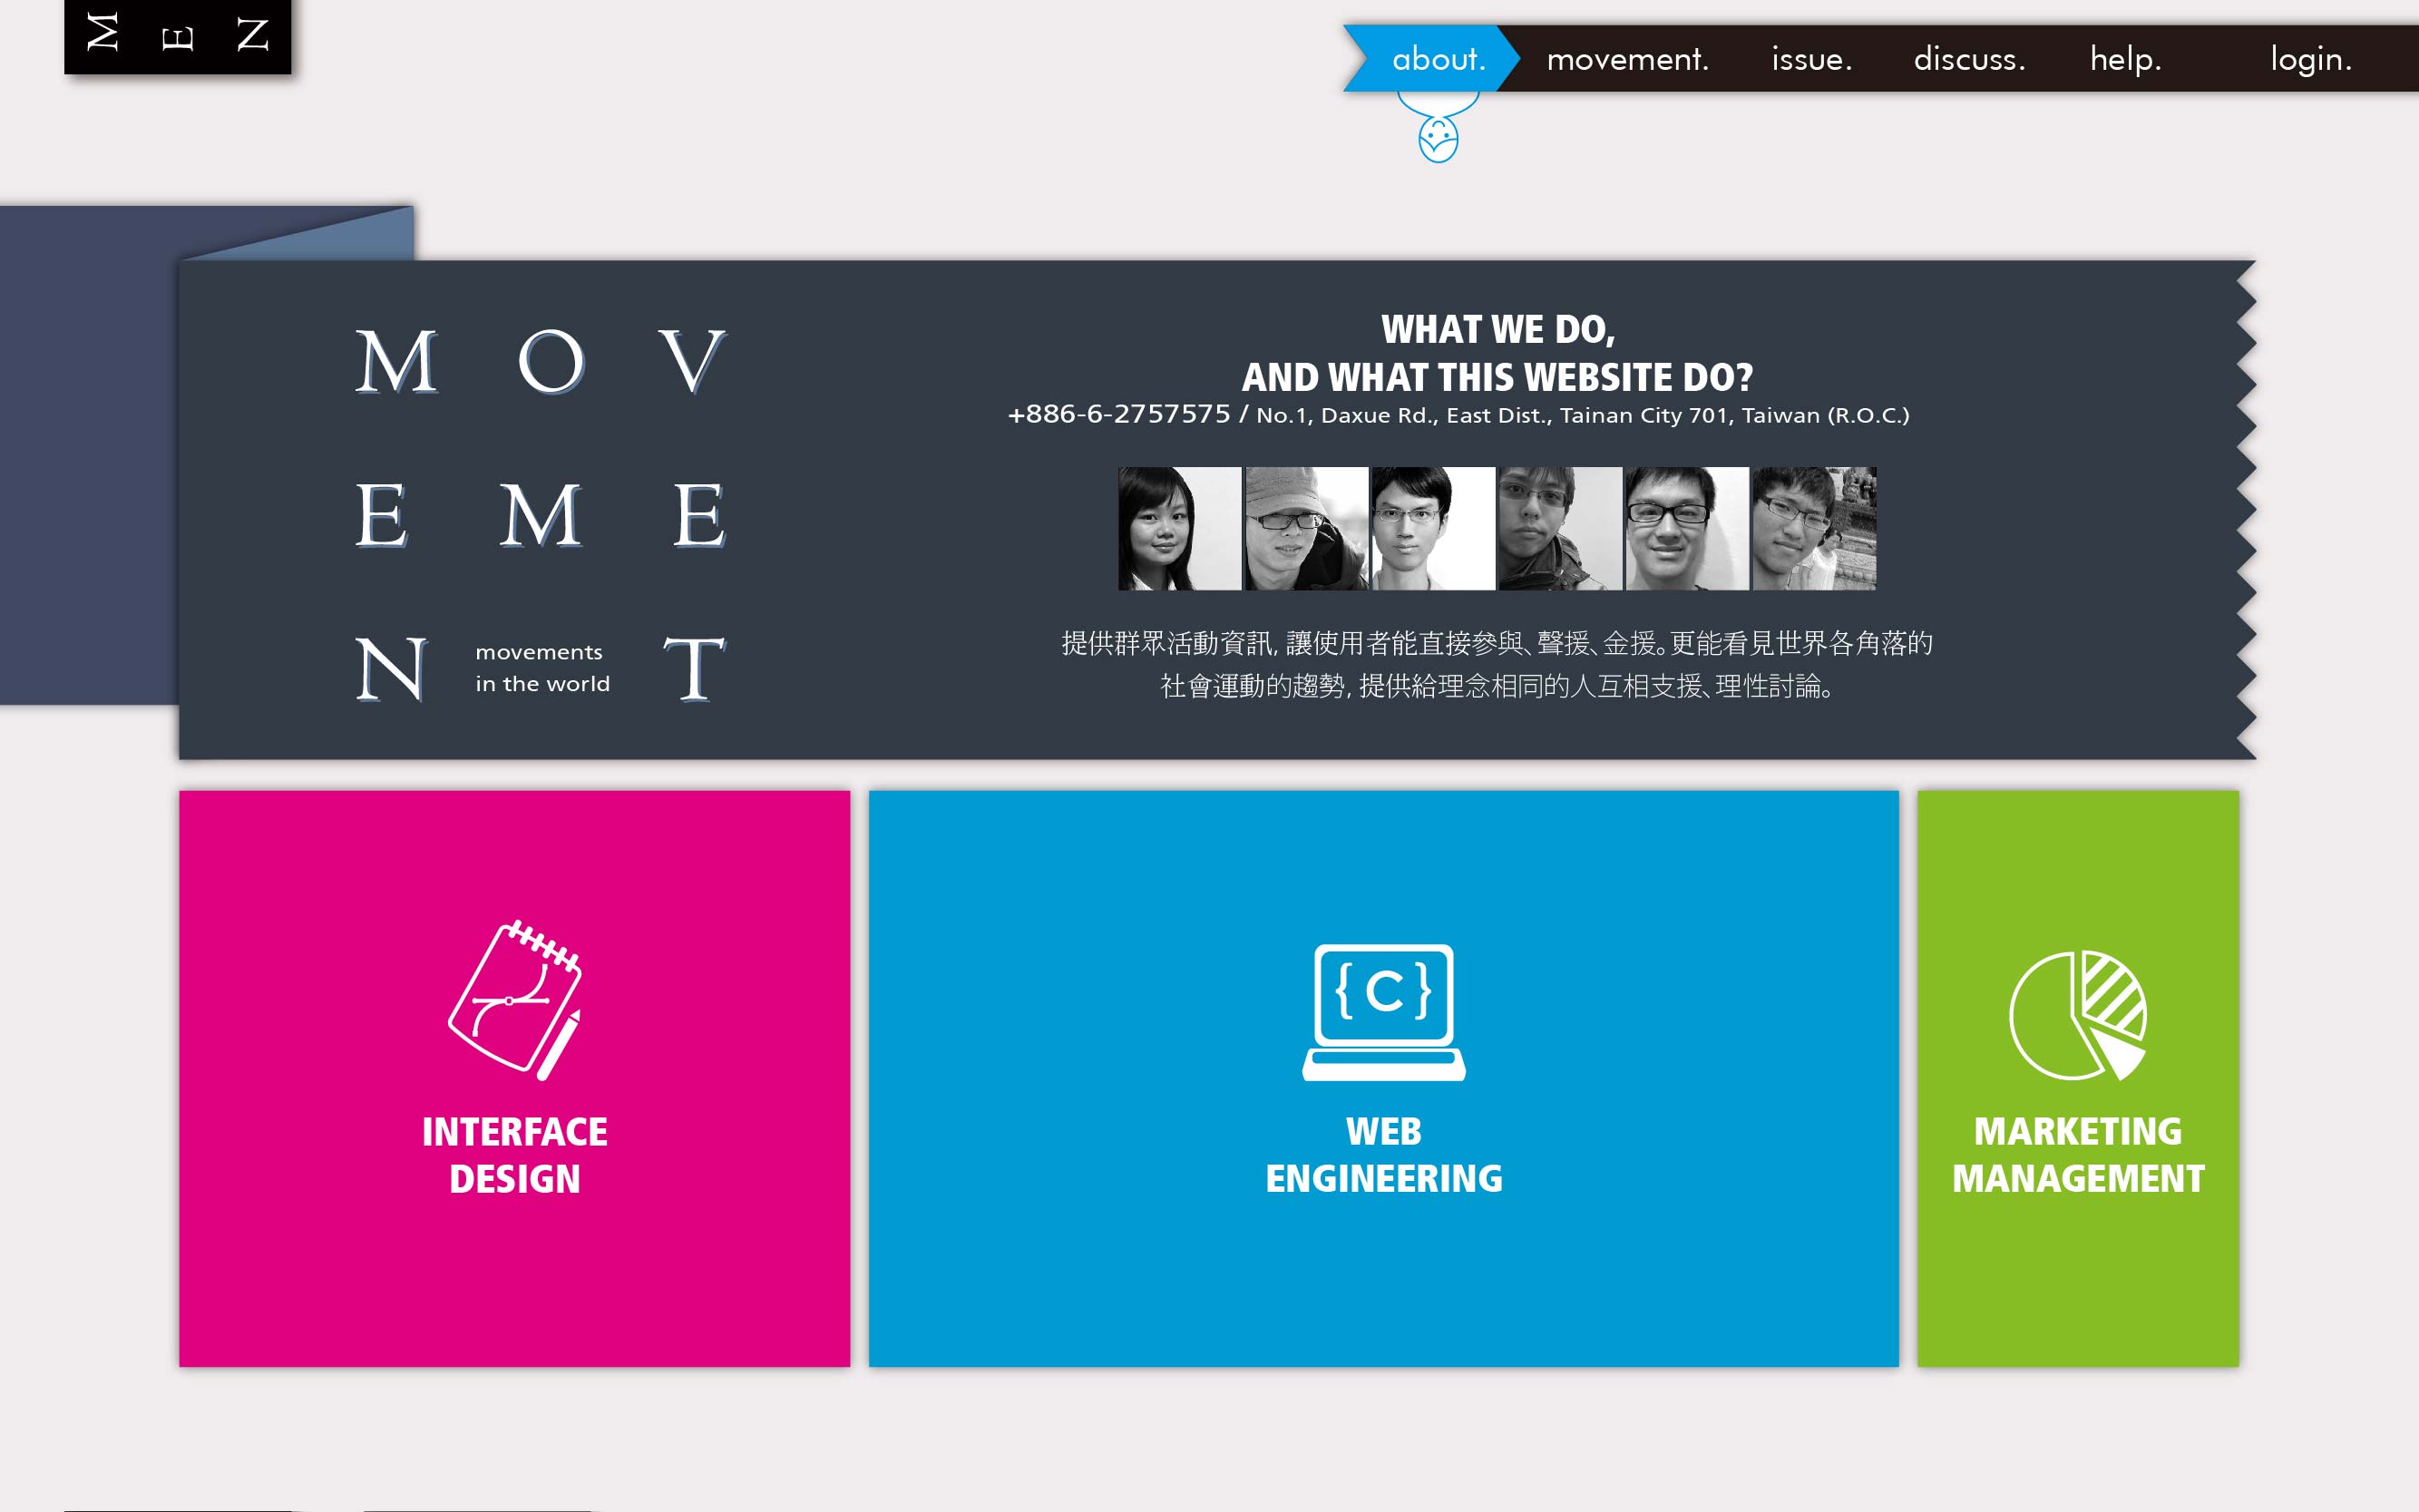 M E N
about. movement. issue. discuss. help. login.
M O V
E M E
N movements in the world T
WHAT WE DO,
AND WHAT THIS WEBSITE DO?
+886-6-2757575 / No.1, Daxue Rd., East Dist., Tainan City 701, Taiwan (R.O.C.)
提供群眾活動資訊, 讓使用者能直接參與、聲援、金援。更能看見世界各角落的
社會運動的趨勢, 提供給理念相同的人互相支援、理性討論。
{C}
INTERFACE
DESIGN
WEB
ENGINEERING
MARKETING
MANAGEMENT